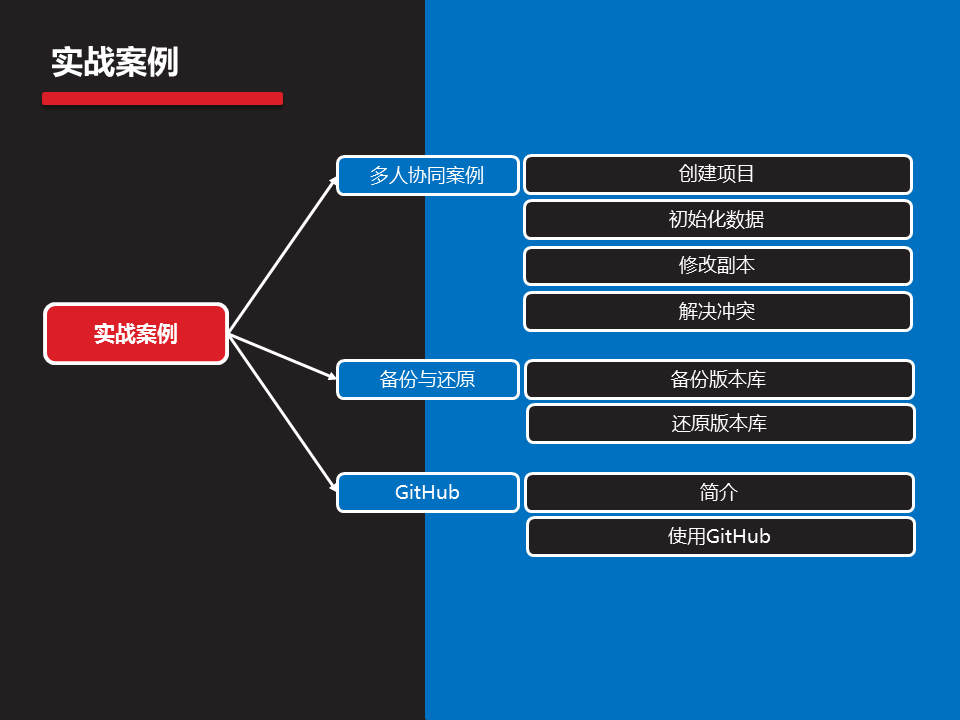 实战案例
实战案例
多人协同案例
创建项目
初始化数据
修改副本
解决冲突
备份与还原
备份版本库
还原版本库
GitHub
简介
使用GitHub